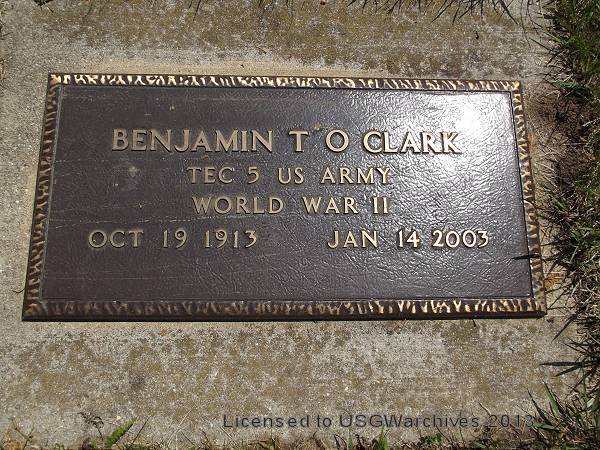 BENJAMIN T O CLARK
TEC 5 US ARMY
WORLD WAR II
OCT 19 1913 JAN 14 2003
Licensed to USGWarchives 2013